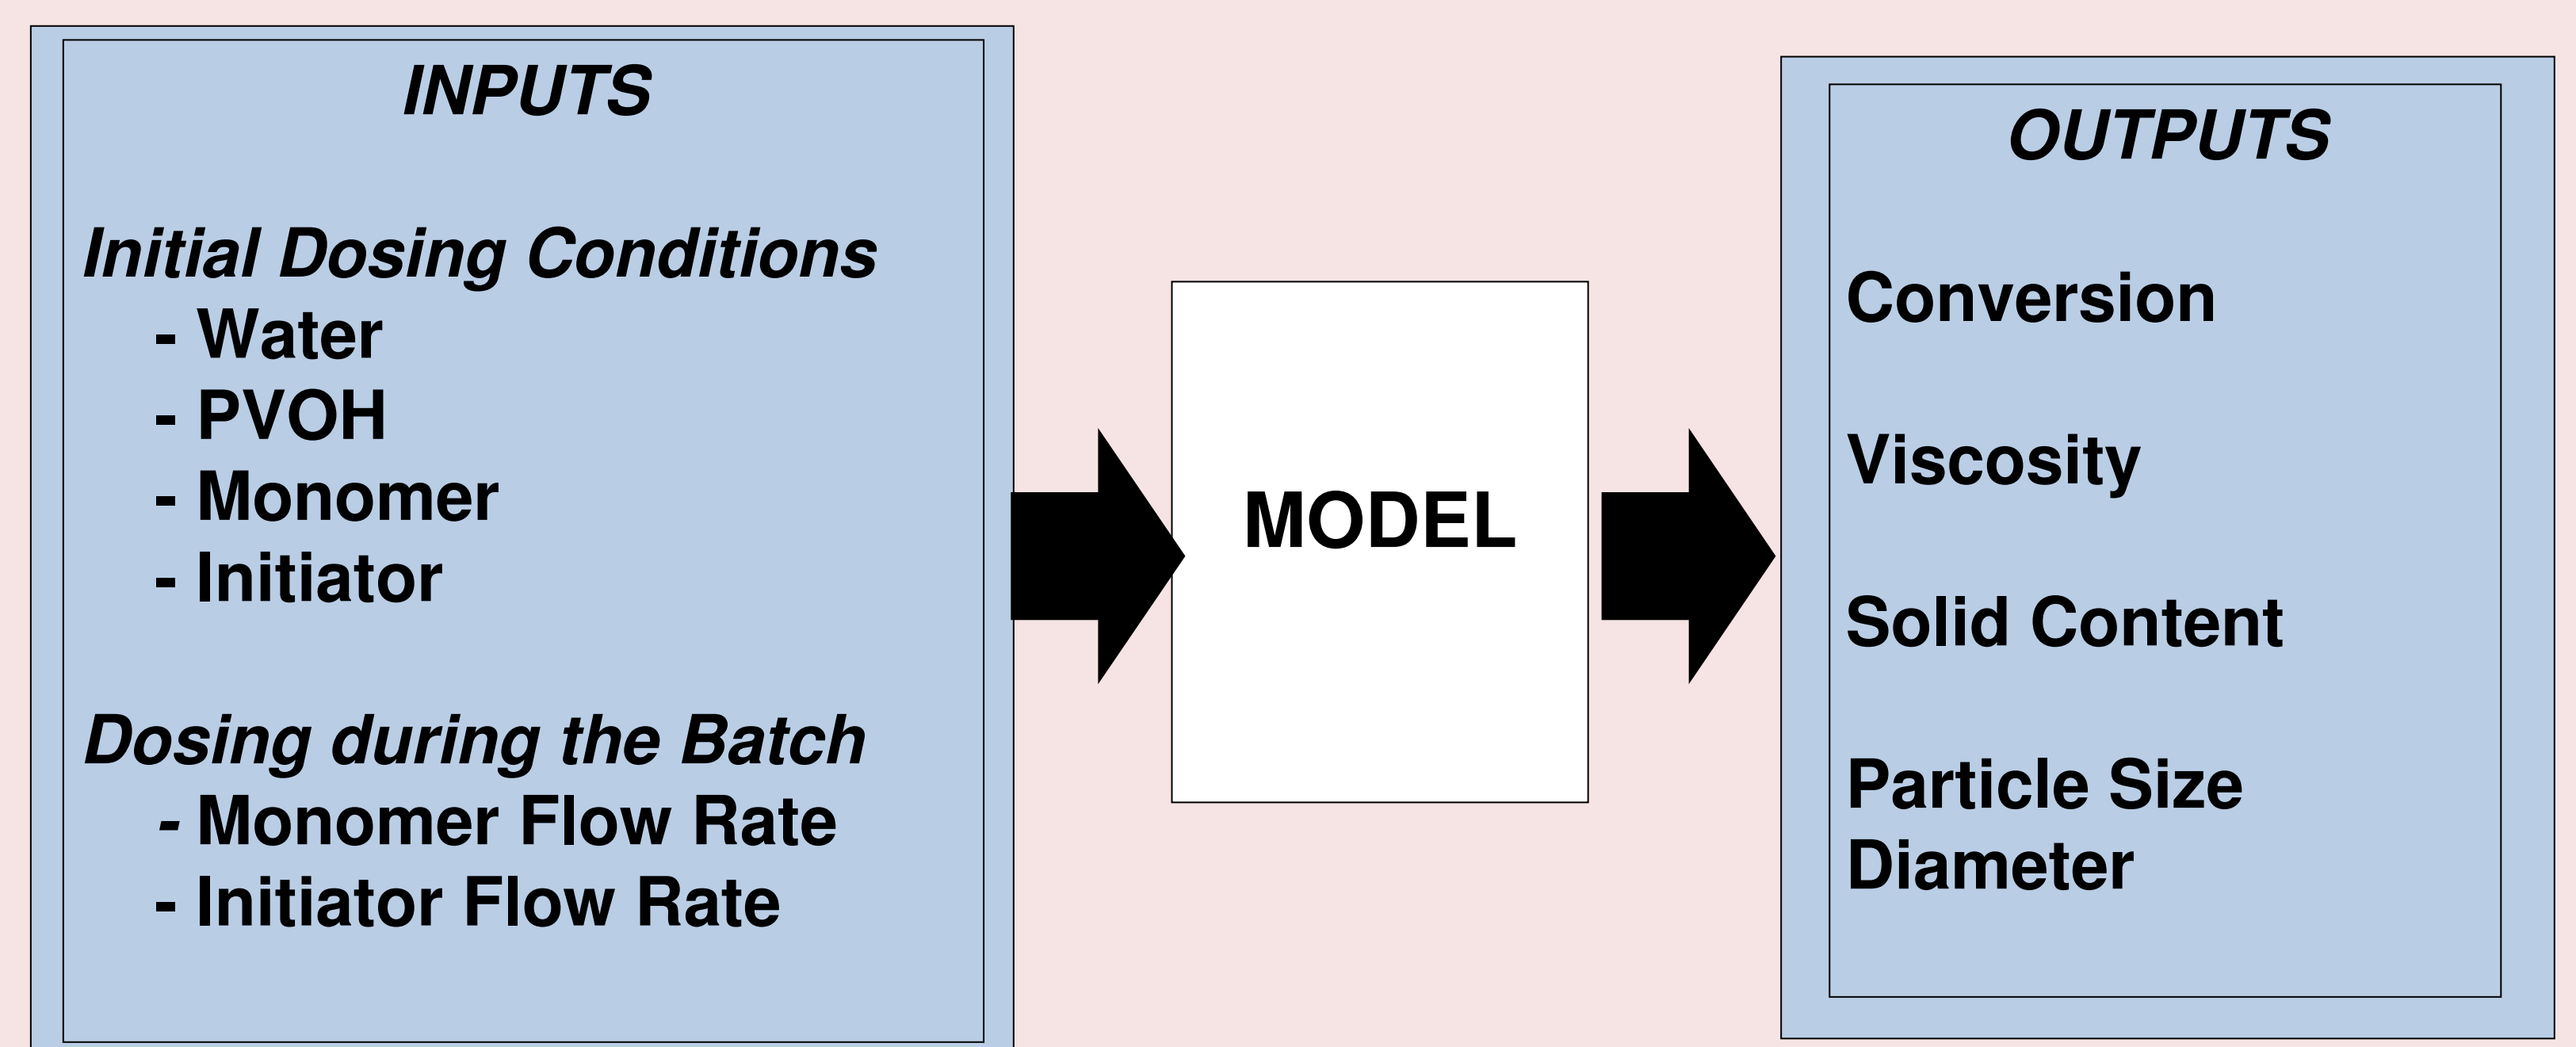 INPUTS
Initial Dosing Conditions
- Water
- PVOH
- Monomer
- Initiator
Dosing during the Batch
- Monomer Flow Rate
- Initiator Flow Rate
MODEL
OUTPUTS
Conversion
Viscosity
Solid Content
Particle Size
Diameter